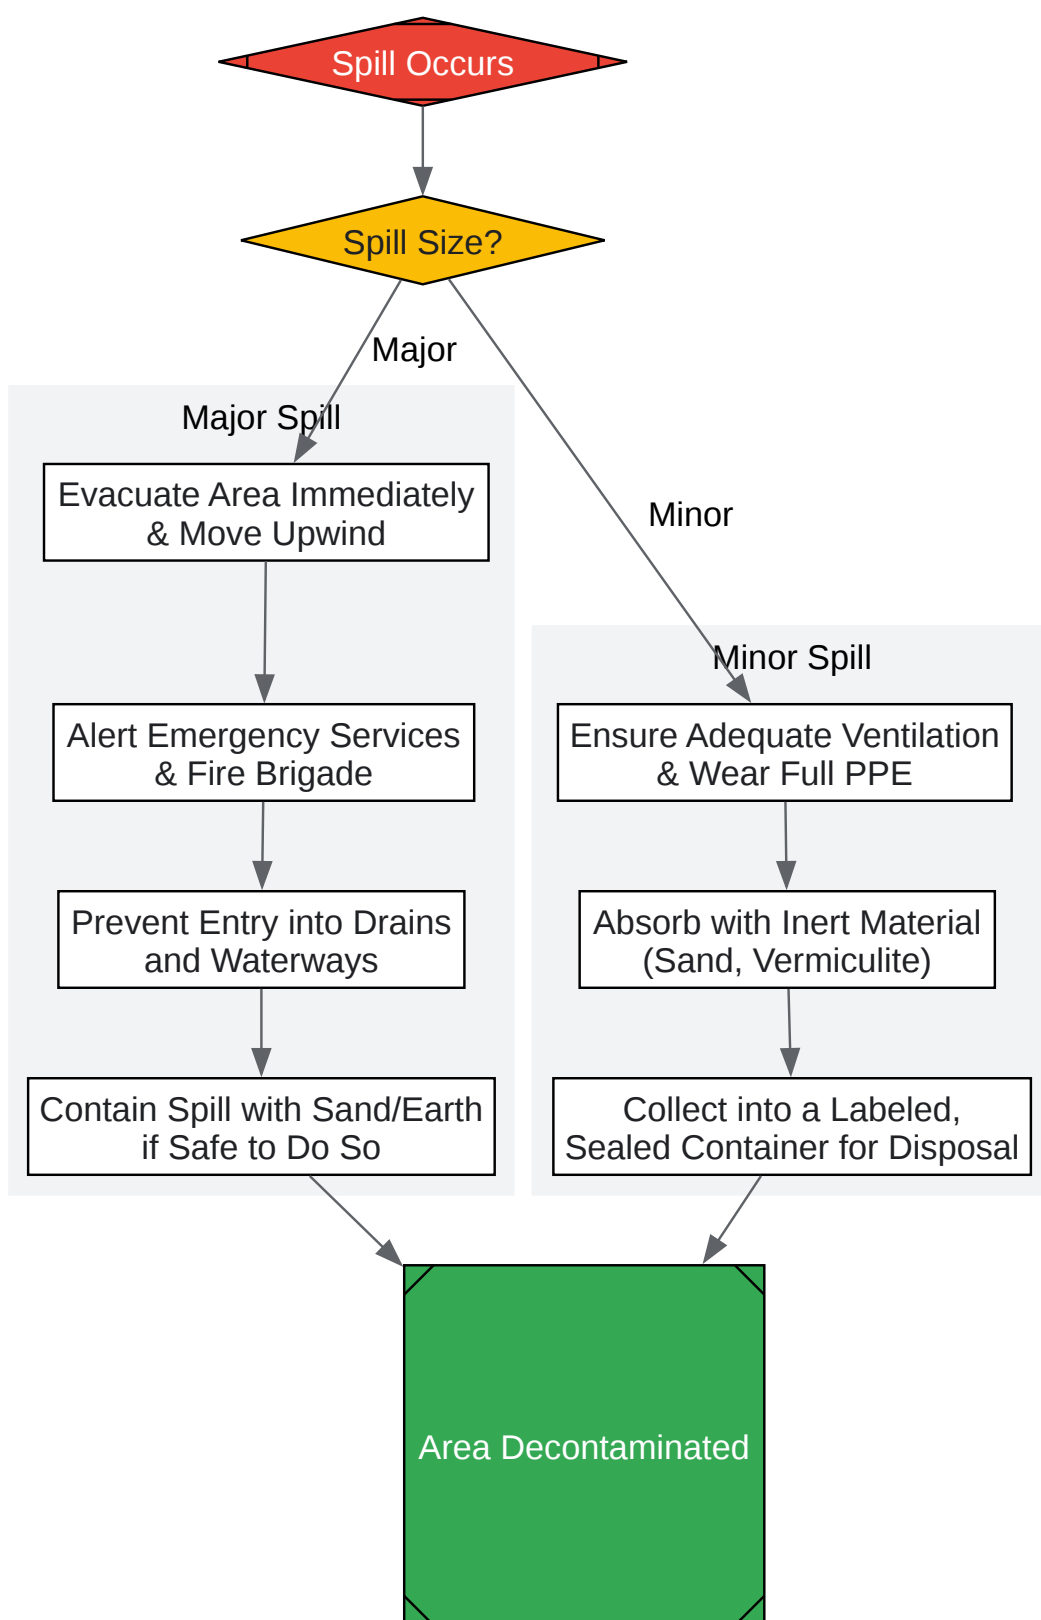 Spill Occurs
Spill Size?
Major
Major Spill
Evacuate Area Immediately
& Move Upwind
Alert Emergency Services
& Fire Brigade
Prevent Entry into Drains
and Waterways
Contain Spill with Sand/Earth
if Safe to Do So
Minor
Minor Spill
Ensure Adequate Ventilation
& Wear Full PPE
Absorb with Inert Material
(Sand, Vermiculite)
Collect into a Labeled,
Sealed Container for Disposal
Area Decontaminated